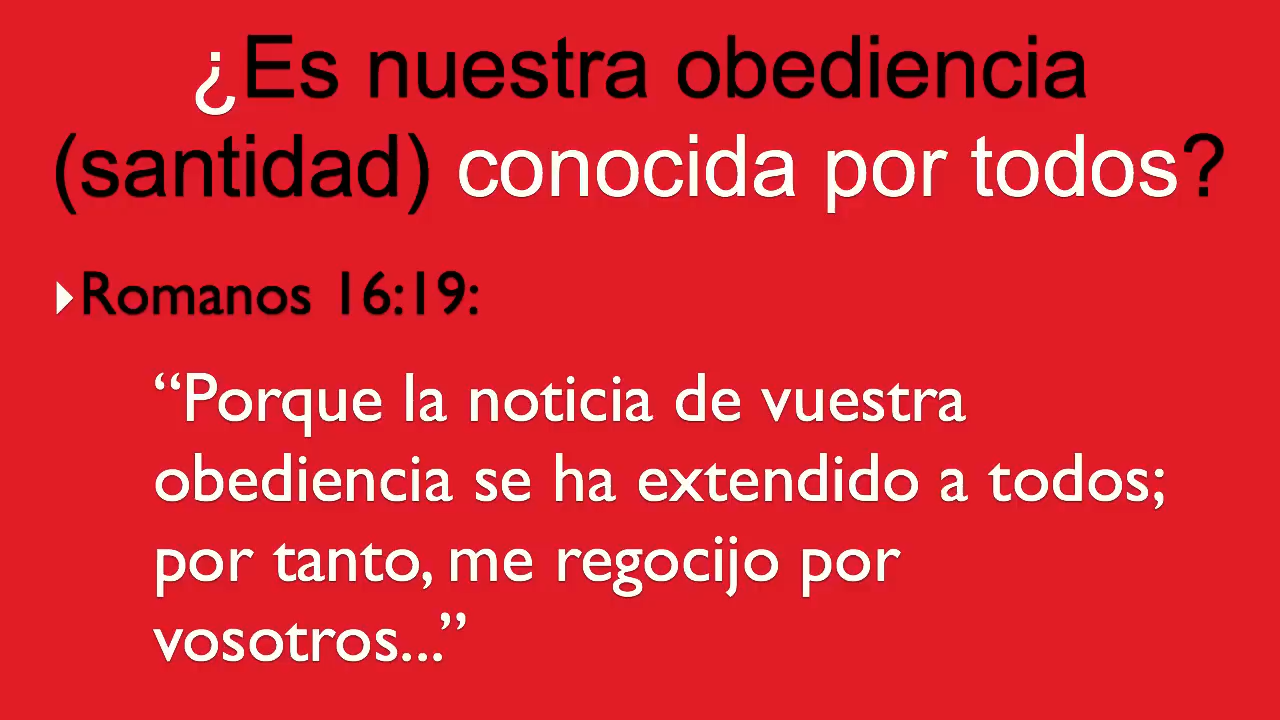 ¿Es nuestra obediencia
(santidad) conocida por todos?
Romanos 16:19:
“Porque la noticia de vuestra
obediencia se ha extendido a todos;
por tanto, me regocijo por
vosotros...”